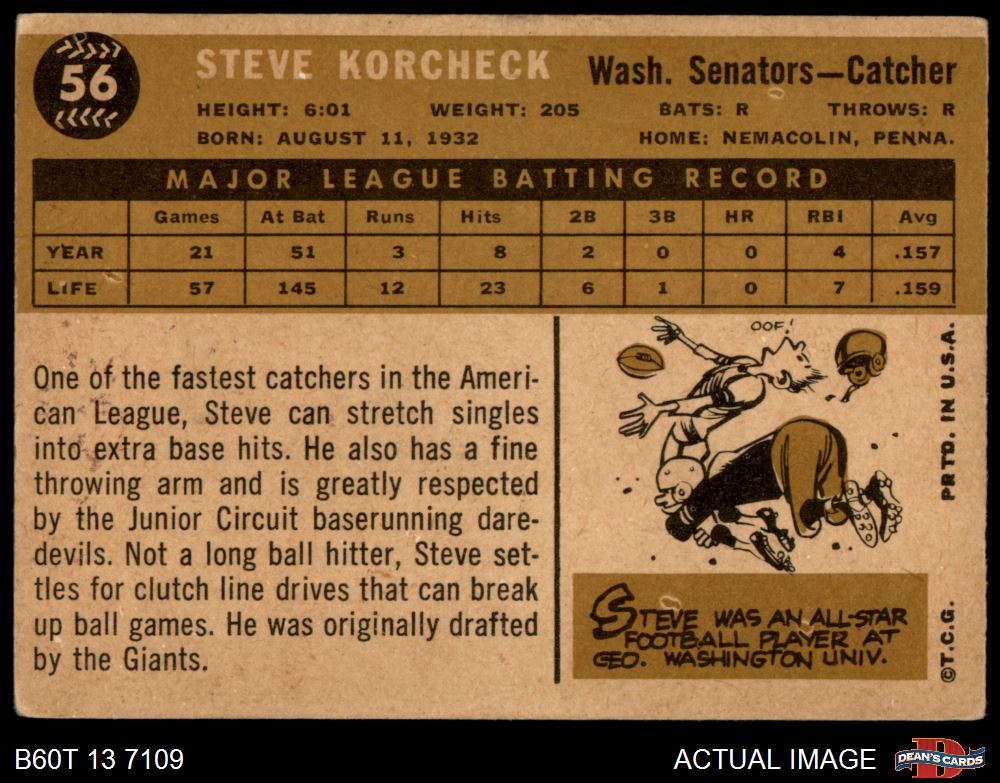 56
STEVE KORCHECK
Wash. Senators—Catcher
HEIGHT: 6:01 WEIGHT: 205 BATS: R THROWS: R
BORN: AUGUST 11, 1932 HOME: NEMACOLIN, PENNA.
MAJOR LEAGUE BATTING RECORD
Games At Bat Runs Hits 2B 3B HR RBI Avg
YEAR 21 51 3 8 2 0 0 4 .157
LIFE 57 145 12 23 6 1 0 7 .159
One of the fastest catchers in the Ameri-
can League, Steve can stretch singles
into extra base hits. He also has a fine
throwing arm and is greatly respected
by the Junior Circuit baserunning dare-
devils. Not a long ball hitter, Steve set-
tles for clutch line drives that can break
up ball games. He was originally drafted
by the Giants.
OOF!
STEVE WAS AN ALL-STAR
FOOTBALL PLAYER AT
GEO. WASHINGTON UNIV.
©T.C.G. PRTD. IN U.S.A.
B60T 13 7109
ACTUAL IMAGE
D
DEAN'S CARDS